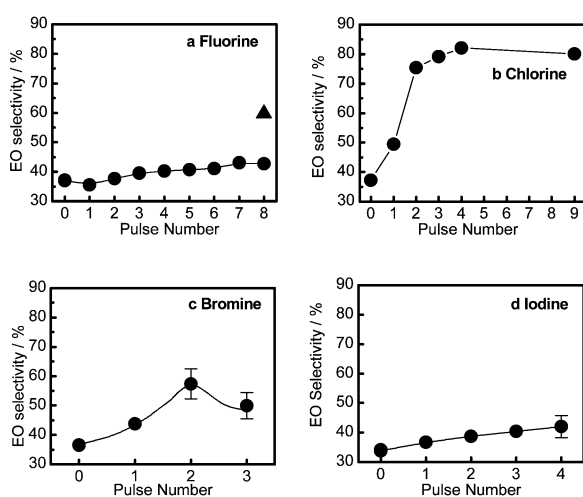 90
80
70
60
50
40
30
EO selectivity / %
a Fluorine
0 1 2 3 4 5 6 7 8
Pulse Number
90
80
70
60
50
40
30
EO selectivity / %
b Chlorine
0 1 2 3 4 5 6 7 8 9
Pulse Number
90
80
70
60
50
40
30
EO selectivity / %
c Bromine
0 1 2 3
Pulse Number
90
80
70
60
50
40
30
EO Selectivity / %
d Iodine
0 1 2 3 4
Pulse Number